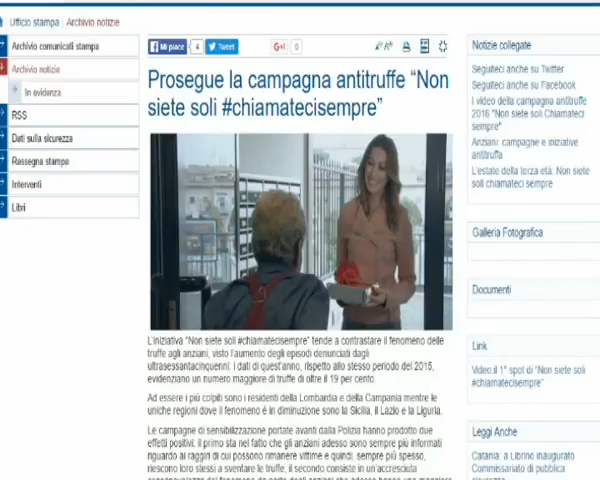 Ufficio stampa | Archivio notizie
Archivio comunicati stampa
Archivio notizie
In evidenza
RSS
Dati sulla sicurezza
Rassegna stampa
Interventi
Libri
Mi piace 4 Tweet G+1 0
Prosegue la campagna antitruffe “Non
siete soli #chiamatecisempre”
L'iniziativa "Non siete soli #chiamatecisempre" tende a contrastare il fenomeno delle
truffe agli anziani, visto l'aumento degli episodi denunciati dagli
ultrasessantacinquenni: i dati di quest'anno, rispetto allo stesso periodo del 2015,
evidenziano un numero maggiore di truffe di oltre il 19 per cento.
Ad essere i più colpiti sono i residenti della Lombardia e della Campania mentre le
uniche regioni dove il fenomeno è in diminuzione sono la Sicilia, il Lazio e la Liguria.
Le campagne di sensibilizzazione portate avanti dalla Polizia hanno prodotto due
effetti positivi: il primo sta nel fatto che gli anziani adesso sono sempre più informati
riguardo ai raggiri di cui possono rimanere vittime e quindi, sempre più spesso,
riescono loro stessi a sventare le truffe, il secondo consiste in un'accresciuta
Notizie collegate
Seguiteci anche su Twitter
Seguiteci anche su Facebook
I video della campagna antitruffe
2016 "Non siete soli Chiamateci
sempre"
Anziani: campagne e iniziative
antitruffa
L'estate della terza età: Non siete
soli chiamateci sempre
Galleria Fotografica
Documenti
Link
Video:il 1° spot di "Non siete soli
#chiamatecisempre"
Leggi Anche
Catania: a Librino inaugurato
Commissariato di pubblica
sicurezza